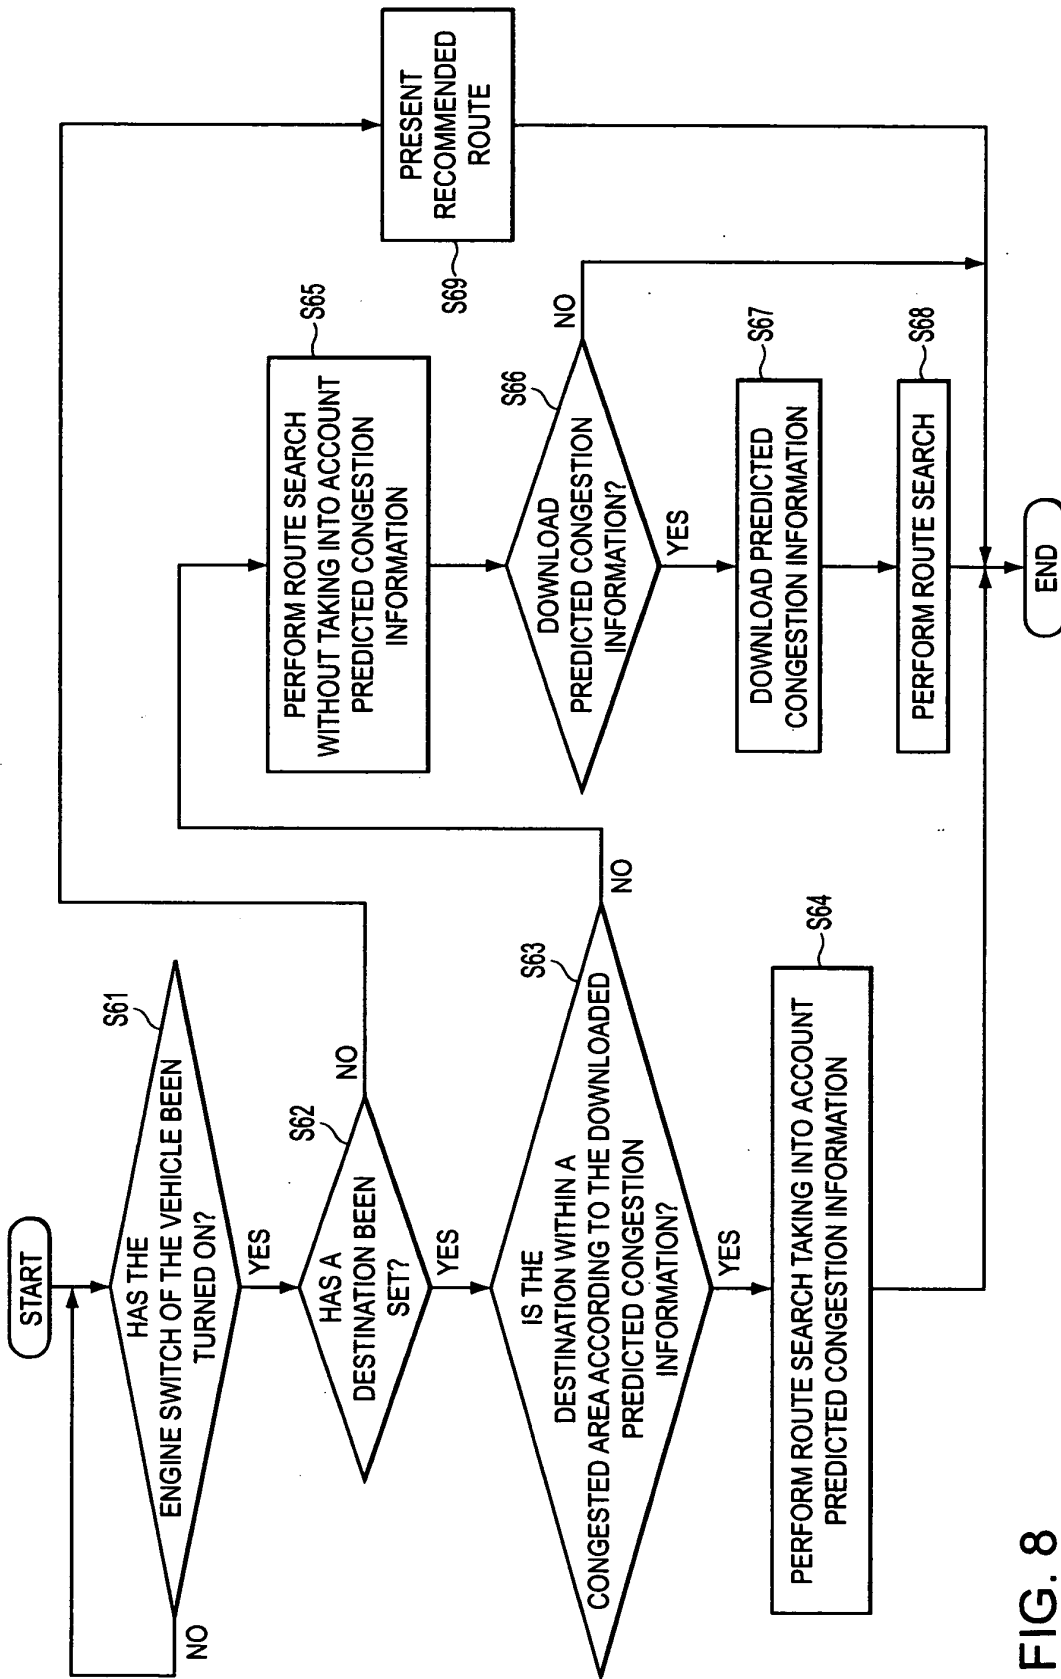 START
S61
HAS THE
ENGINE SWITCH OF THE VEHICLE BEEN
TURNED ON?
NO
YES
S62
HAS A
DESTINATION BEEN
SET?
NO
YES
S63
IS THE
DESTINATION WITHIN A
CONGESTED AREA ACCORDING TO THE DOWNLOADED
PREDICTED CONGESTION
INFORMATION?
NO
YES
S64
PERFORM ROUTE SEARCH TAKING INTO ACCOUNT
PREDICTED CONGESTION INFORMATION
S65
PERFORM ROUTE SEARCH
WITHOUT TAKING INTO ACCOUNT
PREDICTED CONGESTION
INFORMATION
S66
DOWNLOAD
PREDICTED CONGESTION
INFORMATION?
NO
YES
S67
DOWNLOAD PREDICTED
CONGESTION INFORMATION
S68
PERFORM ROUTE SEARCH
S69
PRESENT
RECOMMENDED
ROUTE
END
FIG. 8